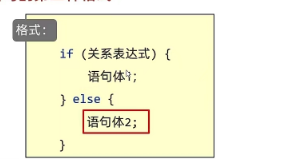 格式：
if (关系表达式) {
语句体1;
} else {
语句体2;
}